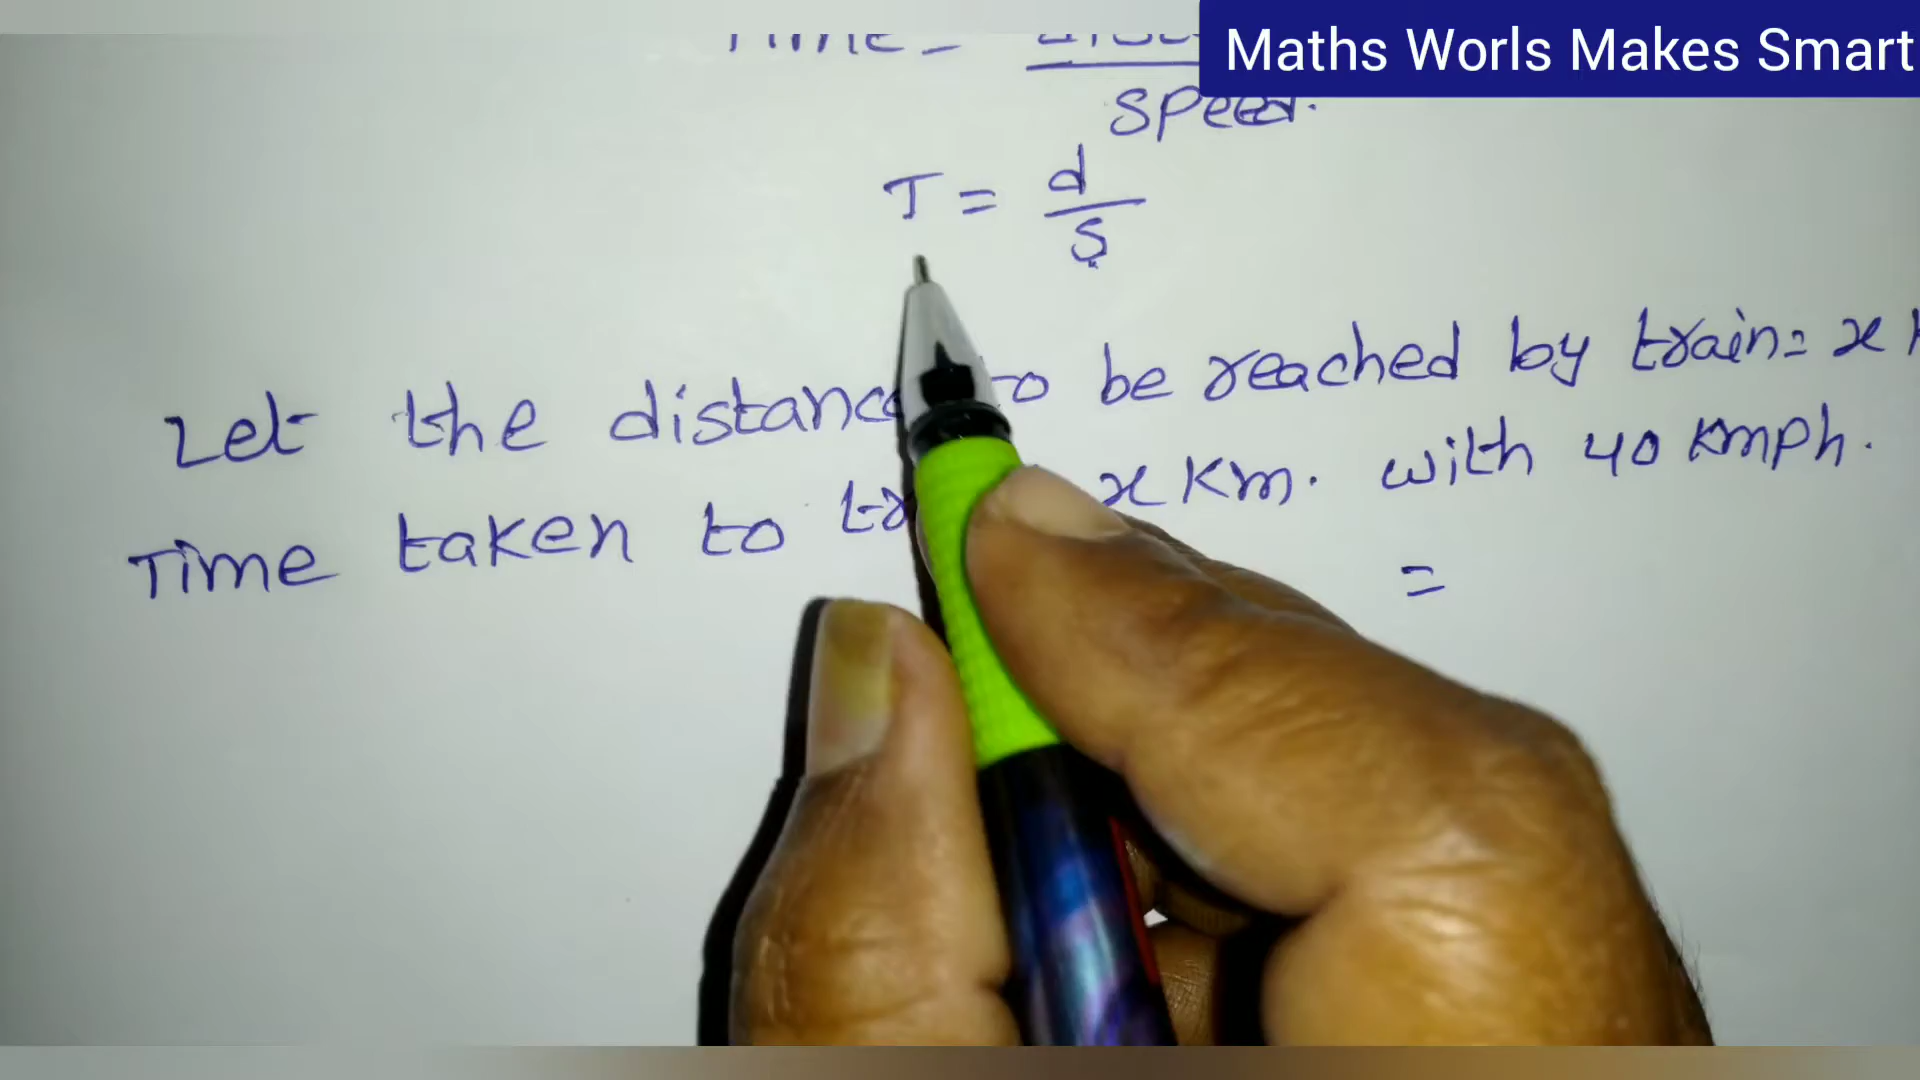 Maths Worls Makes Smart
Time =
Speed.
T = d
S
Let the distance to be reached by train = x
Time taken to x km. with 40 kmph.
=